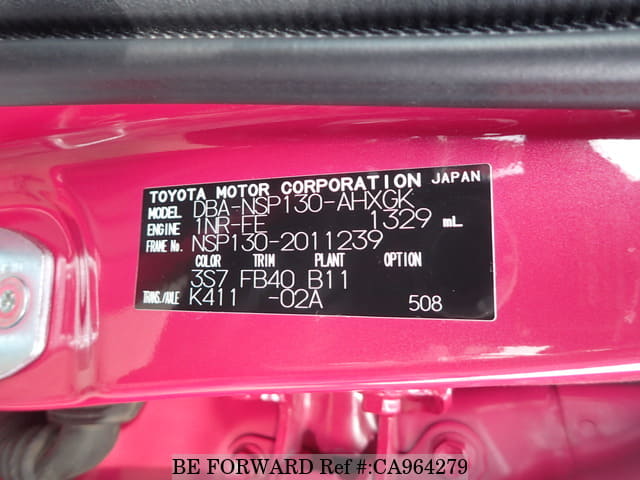 TOYOTA MOTOR CORPORATION JAPAN
MODEL DBA-NSP130-AHXGK
ENGINE 1NR-FE 1329 mL
FRAME No. NSP130-2011239
COLOR TRIM PLANT OPTION
3S7 FB40 B11
TRANS./AXLE K411 -02A 508
BE FORWARD Ref #:CA964279